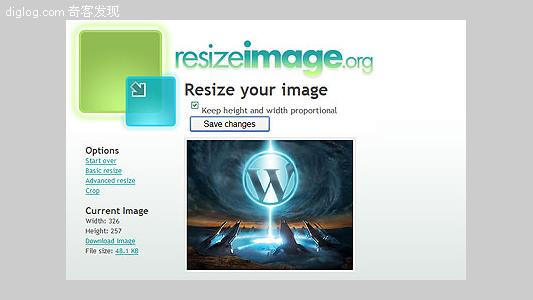 diglog.com 奇客发现
resizeimage.org
Resize your image
Keep height and width proportional
Save changes
Options
Start over
Basic resize
Advanced resize
Crop
Current Image
Width: 326
Height: 257
Download Image
File size: 48.1 KB
W